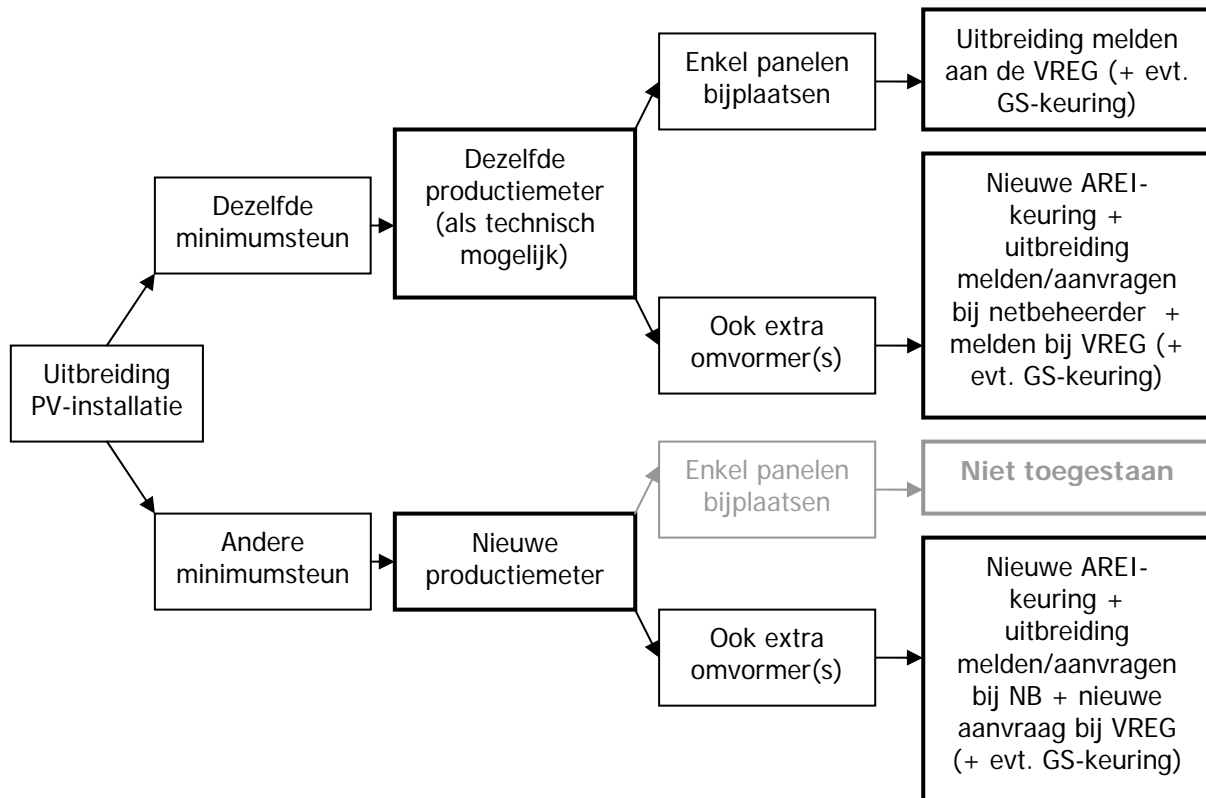 Uitbreiding
PV-installatie
Dezelfde
minimumsteun
Dezelfde
productiemeter
(als technisch
mogelijk)
Enkel panelen
bijplaatsen
Uitbreiding melden
aan de VREG (+ evt.
GS-keuring)
Ook extra
omvormer(s)
Nieuwe AREI-
keuring +
uitbreiding
melden/aanvragen
bij netbeheerder +
melden bij VREG (+
evt. GS-keuring)
Andere
minimumsteun
Nieuwe
productiemeter
Enkel panelen
bijplaatsen
Niet toegestaan
Ook extra
omvormer(s)
Nieuwe AREI-
keuring +
uitbreiding
melden/aanvragen
bij NB + nieuwe
aanvraag bij VREG
(+ evt. GS-keuring)